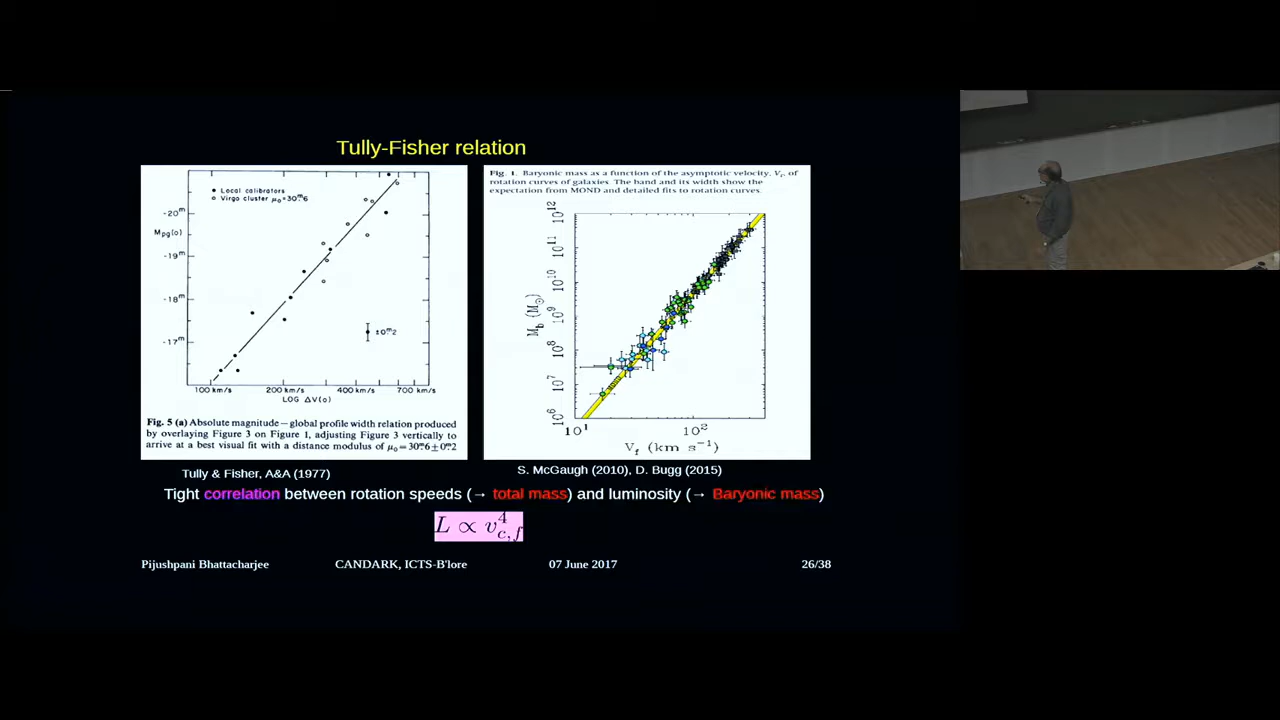 Tully-Fisher relation
Local calibrators
Virgo cluster μ₀=30ᵐ6
-20ᵐ
Mpg(o)
-19ᵐ
-18ᵐ
-17ᵐ
±0ᵐ2
100 km/s 200 km/s 400 km/s 700 km/s
LOG ΔV(o)
Fig. 5 (a) Absolute magnitude – global profile width relation produced
by overlaying Figure 3 on Figure 1, adjusting Figure 3 vertically to
arrive at a best visual fit with a distance modulus of μ₀=30ᵐ6±0ᵐ2
Fig. 1. Baryonic mass as a function of the asymptotic velocity, Vf, of
rotation curves of galaxies. The band and its width show the
expectation from MOND and detailed fits to rotation curves.
10¹²
10¹¹
10¹⁰
10⁹
10⁸
10⁷
10⁶
M_b (M_⊙)
10¹ 10²
V_f (km s⁻¹)
Tully & Fisher, A&A (1977)
S. McGaugh (2010), D. Bugg (2015)
Tight correlation between rotation speeds (→ total mass) and luminosity (→ Baryonic mass)
L ∝ v⁴_c,f
Pijushpani Bhattacharjee CANDARK, ICTS-B'lore 07 June 2017 26/38